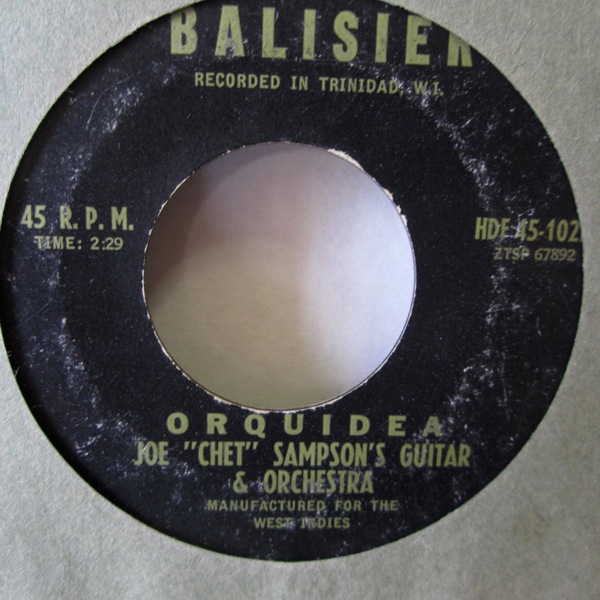 BALISIER
RECORDED IN TRINIDAD, W.I.
45 R.P.M.
TIME: 2:29
HDF 45-102
ZTSP 67892
ORQUIDEA
JOE "CHET" SAMPSON'S GUITAR
& ORCHESTRA
MANUFACTURED FOR THE
WEST INDIES